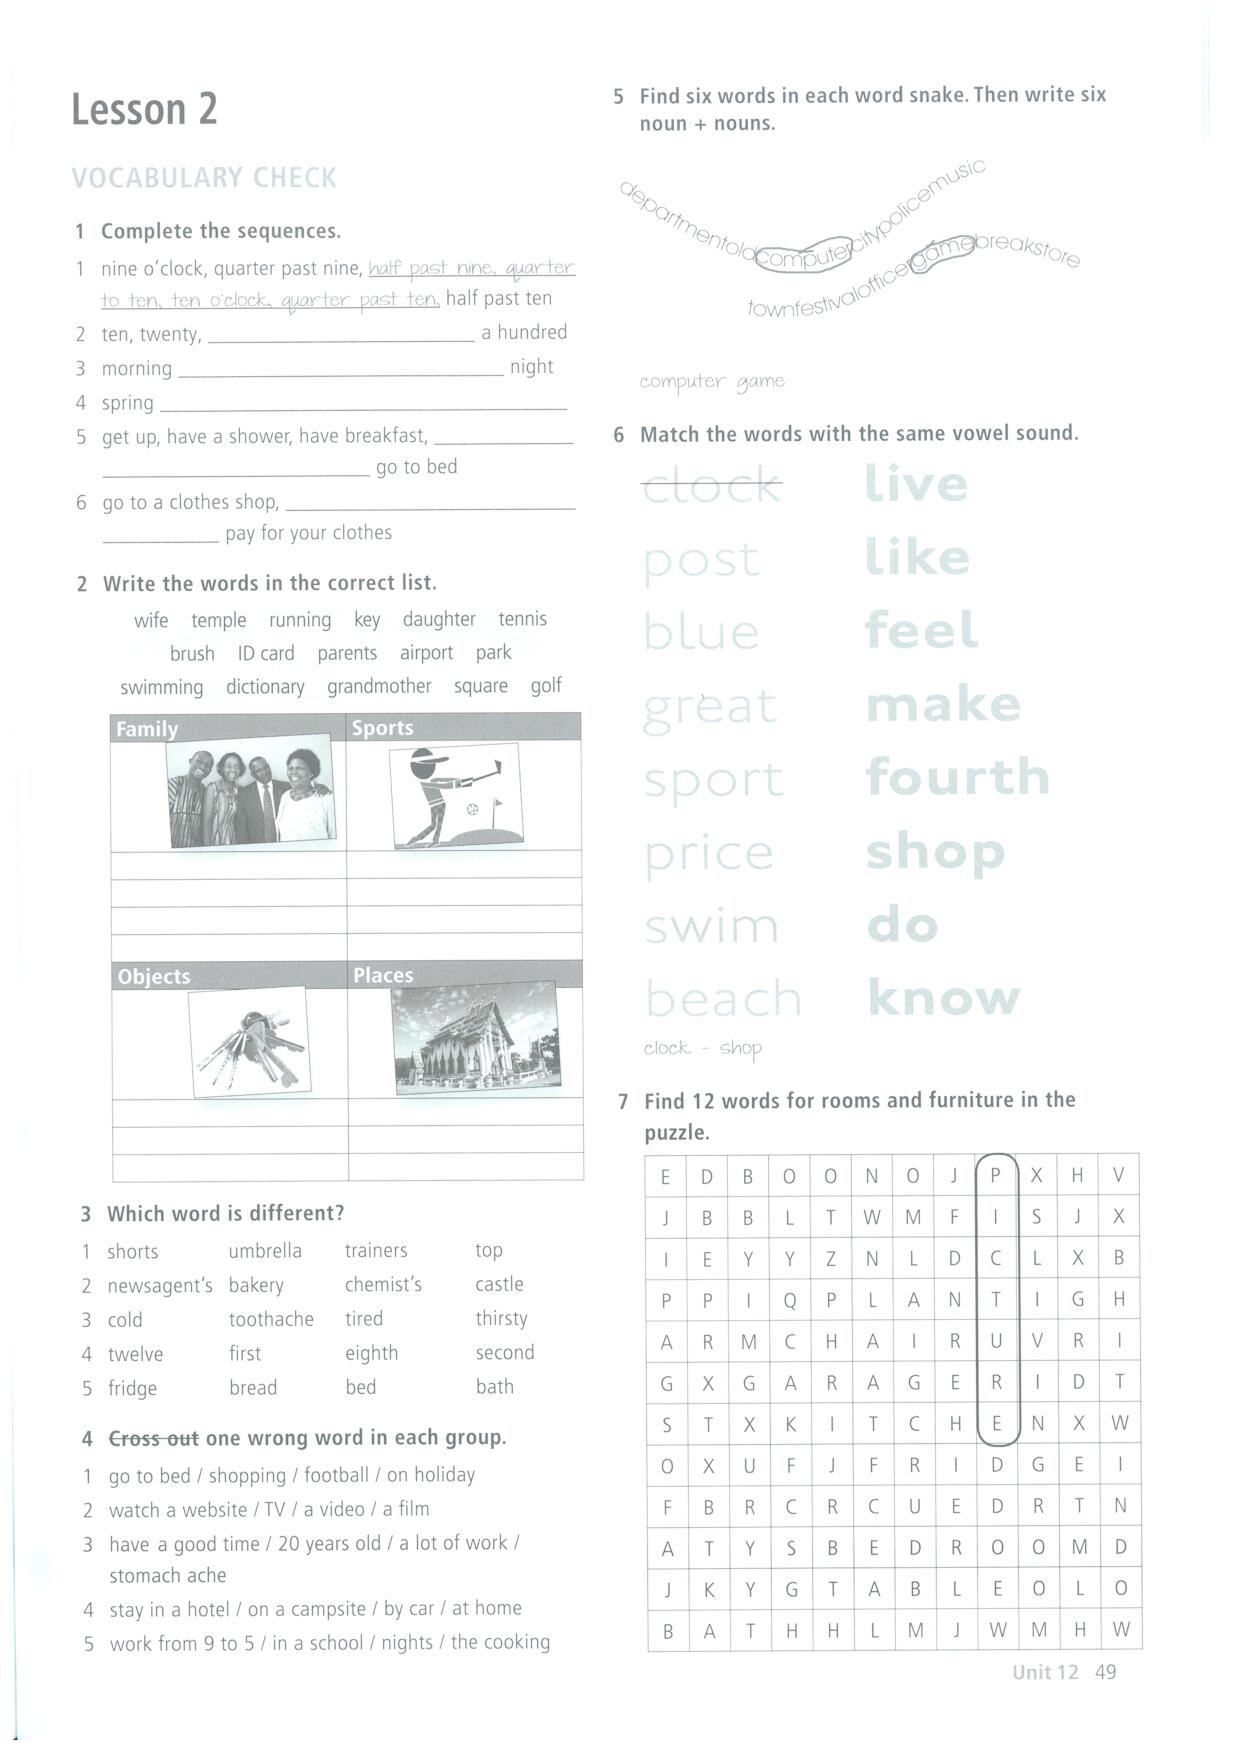 Lesson 2
VOCABULARY CHECK
1 Complete the sequences.
1 nine o'clock, quarter past nine, half past nine, quarter
to ten, ten o'clock, quarter past ten, half past ten
2 ten, twenty, ____ a hundred
3 morning ____ night
4 spring ____
5 get up, have a shower, have breakfast, ____
____ go to bed
6 go to a clothes shop, ____
____ pay for your clothes
2 Write the words in the correct list.
wife temple running key daughter tennis
brush ID card parents airport park
swimming dictionary grandmother square golf
Family Sports
Objects Places
3 Which word is different?
1 shorts umbrella trainers top
2 newsagent's bakery chemist's castle
3 cold toothache tired thirsty
4 twelve first eighth second
5 fridge bread bed bath
4 Cross out one wrong word in each group.
1 go to bed / shopping / football / on holiday
2 watch a website / TV / a video / a film
3 have a good time / 20 years old / a lot of work /
stomach ache
4 stay in a hotel / on a campsite / by car / at home
5 work from 9 to 5 / in a school / nights / the cooking
5 Find six words in each word snake. Then write six
noun + nouns.
departmentoldcomputercitypolicemusic
townfestivalofficergamebreakstore
computer game
6 Match the words with the same vowel sound.
clock live
post like
blue feel
great make
sport fourth
price shop
swim do
beach know
clock - shop
7 Find 12 words for rooms and furniture in the
puzzle.
E D B O O N O J P X H V
J B B L T W M F I S J X
I E Y Y Z N L D C L X B
P P I Q P L A N T I G H
A R M C H A I R U V R I
G X G A R A G E R I D T
S T X K I T C H E N X W
O X U F J F R I D G E I
F B R C R C U E D R T N
A T Y S B E D R O O M D
J K Y G T A B L E O L O
B A T H H L M J W M H W
Unit 12 49